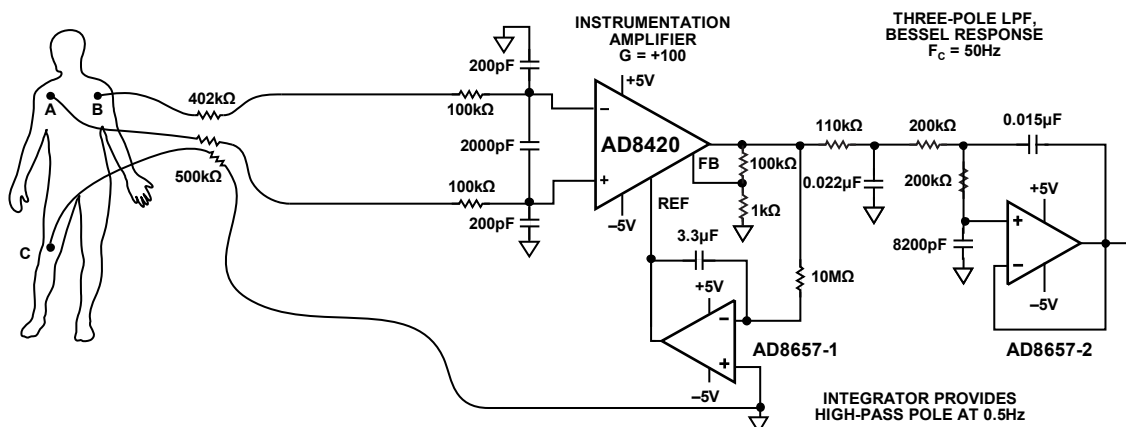 INSTRUMENTATION
AMPLIFIER
G = +100
THREE-POLE LPF,
BESSEL RESPONSE
FC = 50Hz
200pF
+5V
A
B
402kΩ
100kΩ
–
AD8420
110kΩ
200kΩ
0.015µF
2000pF
FB
100kΩ
0.022µF
200kΩ
+5V
500kΩ
100kΩ
+
REF
1kΩ
+
200pF
–5V
8200pF
C
3.3µF
–
10MΩ
–5V
+5V
–
AD8657-1
AD8657-2
+
–5V
INTEGRATOR PROVIDES
HIGH-PASS POLE AT 0.5Hz